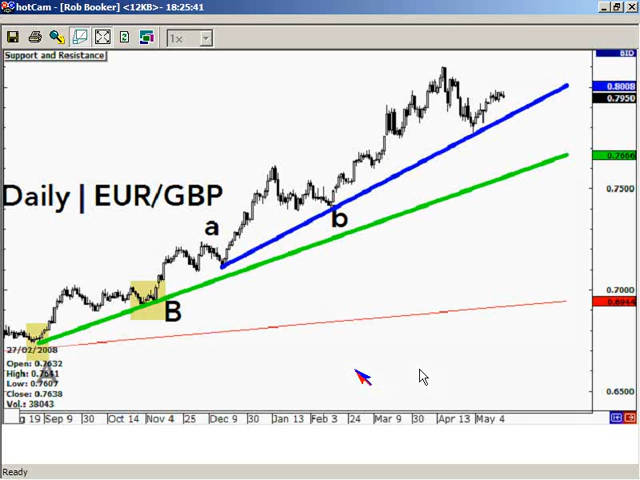 hotCam - [Rob Booker] <12KB> - 18:25:41
1x
Support and Resistance
BID
0.8008
0.7950
0.7666
0.7500
Daily | EUR/GBP
a
b
B
0.7000
0.6944
27/02/2008
A
Open: 0.7632
High: 0.7641
Low: 0.7607
Close: 0.7638
Vol.: 38043
0.6500
19 Sep 9 30 Oct 14 Nov 4 25 Dec 9 30 Jan 13 Feb 3 24 Mar 9 30 Apr 13 May 4
Ready